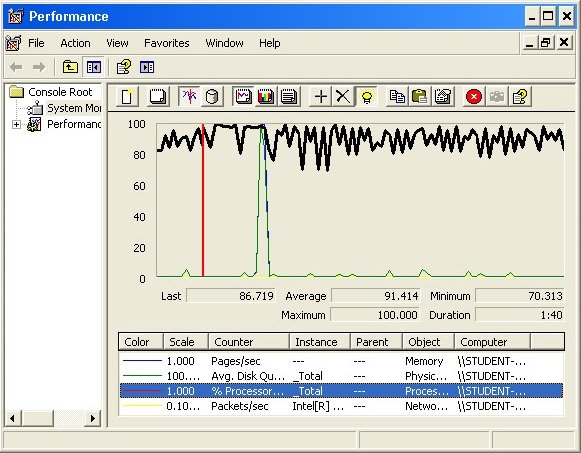 Performance
File Action View Favorites Window Help
Console Root
System Mor
Performanc
100
80
60
40
20
0
Last 86.719 Average 91.414 Minimum 70.313
Maximum 100.000 Duration 1:40
Color Scale Counter Instance Parent Object Computer
1.000 Pages/sec --- --- Memory \\STUDENT-...
100.... Avg. Disk Qu... _Total --- Physic... \\STUDENT-...
1.000 % Processor... _Total --- Proces... \\STUDENT-...
0.10... Packets/sec Intel[R] ... --- Netwo... \\STUDENT-...